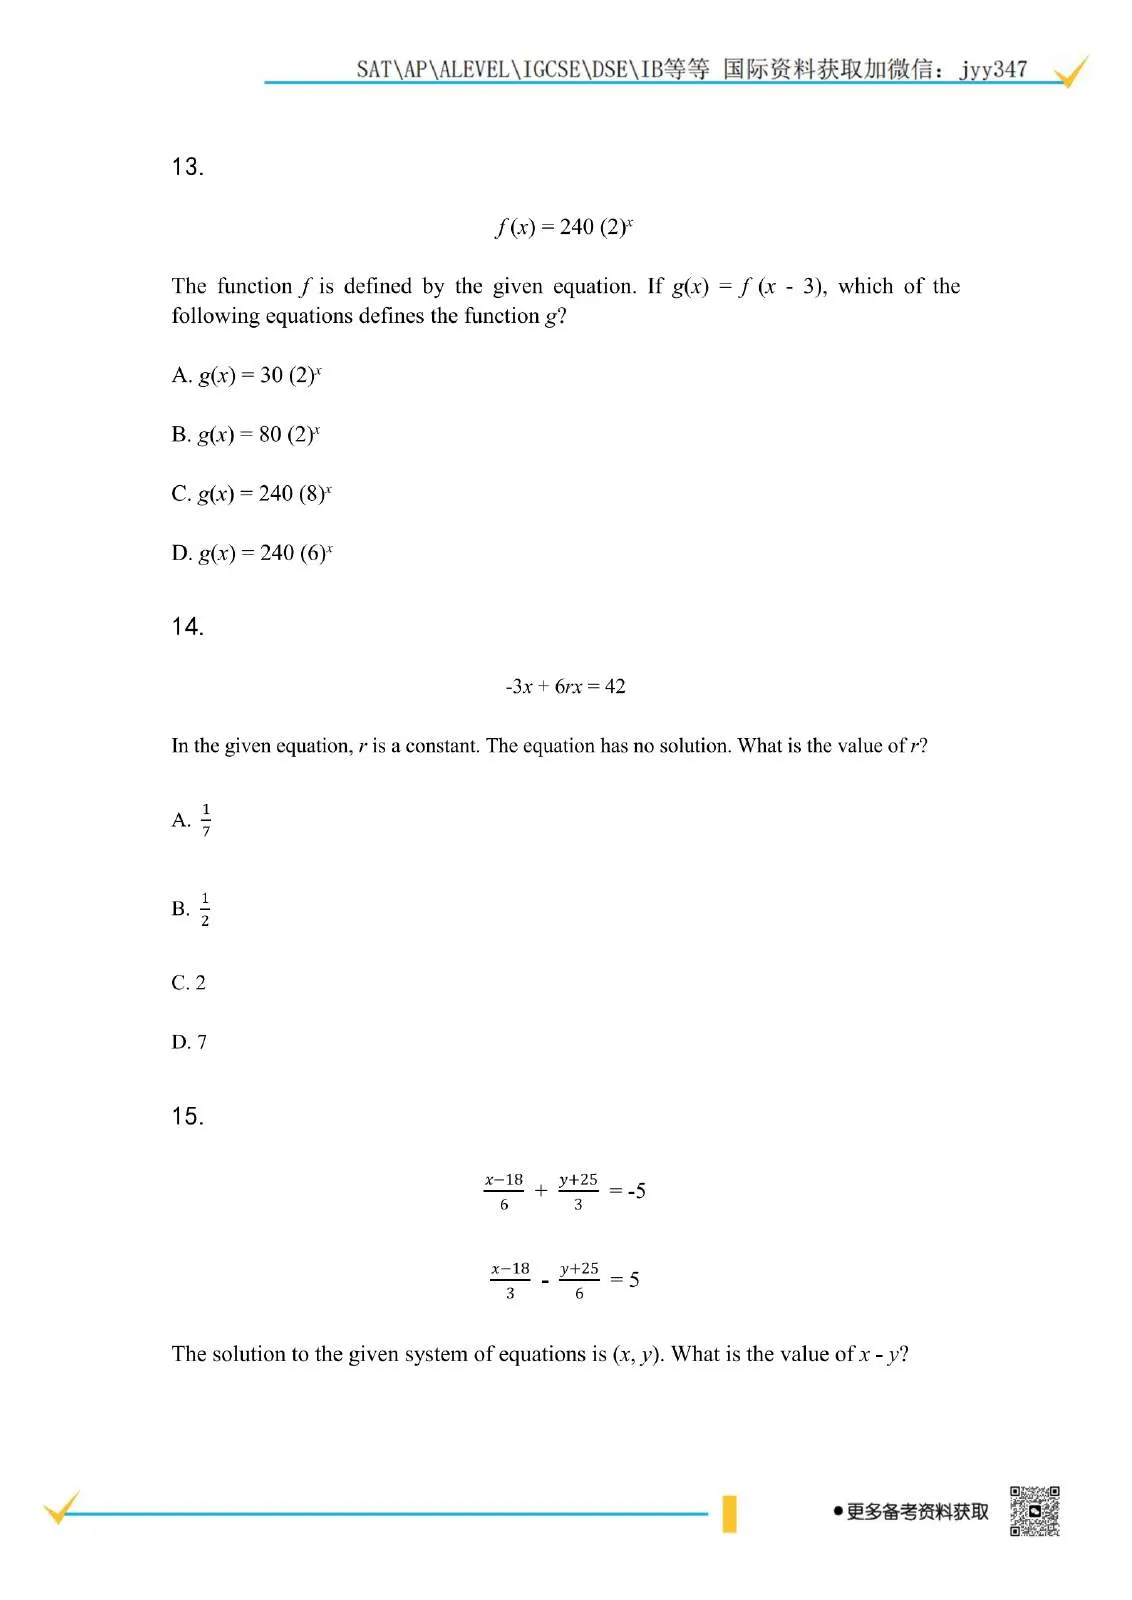 SAT\AP\ALEVEL\IGCSE\DSE\IB等等 国际资料获取加微信：jyy347
13.
f (x) = 240 (2)ˣ
The function f is defined by the given equation. If g(x) = f (x - 3), which of the
following equations defines the function g?
A. g(x) = 30 (2)ˣ
B. g(x) = 80 (2)ˣ
C. g(x) = 240 (8)ˣ
D. g(x) = 240 (6)ˣ
14.
-3x + 6rx = 42
In the given equation, r is a constant. The equation has no solution. What is the value of r?
A. 1/7
B. 1/2
C. 2
D. 7
15.
x−18/6 + y+25/3 = -5
x−18/3 - y+25/6 = 5
The solution to the given system of equations is (x, y). What is the value of x - y?
●更多备考资料获取